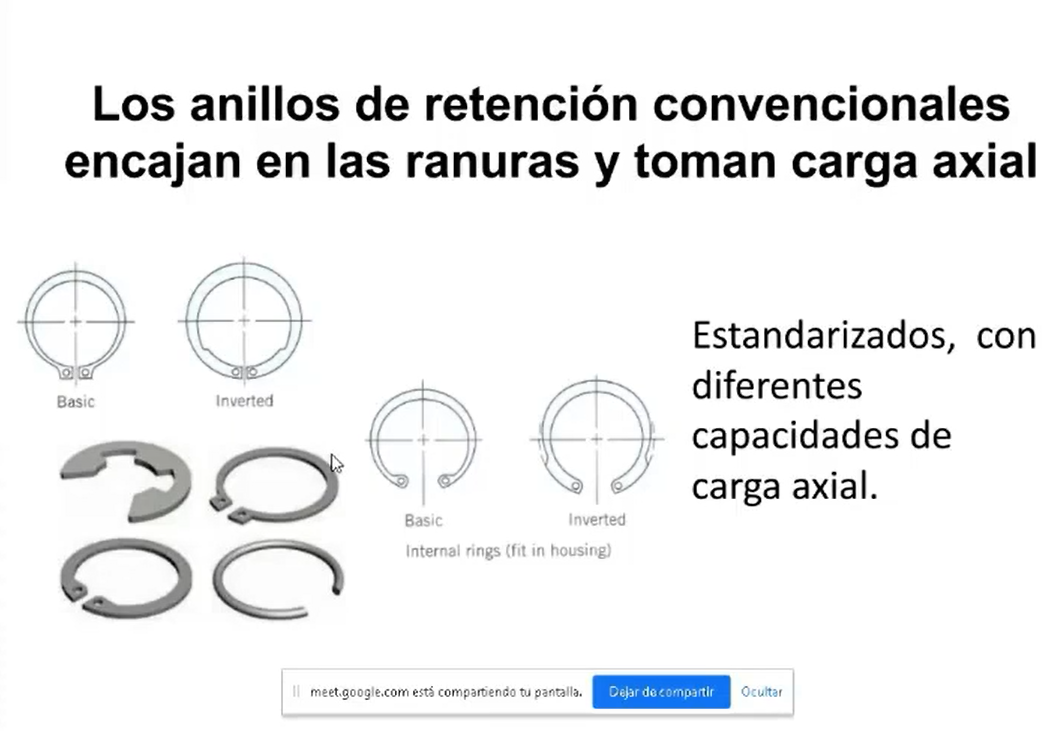 Los anillos de retención convencionales
encajan en las ranuras y toman carga axial
Basic
Inverted
Basic
Inverted
Internal rings (fit in housing)
Estandarizados, con
diferentes
capacidades de
carga axial.
meet.google.com está compartiendo tu pantalla.
Dejar de compartir
Ocultar